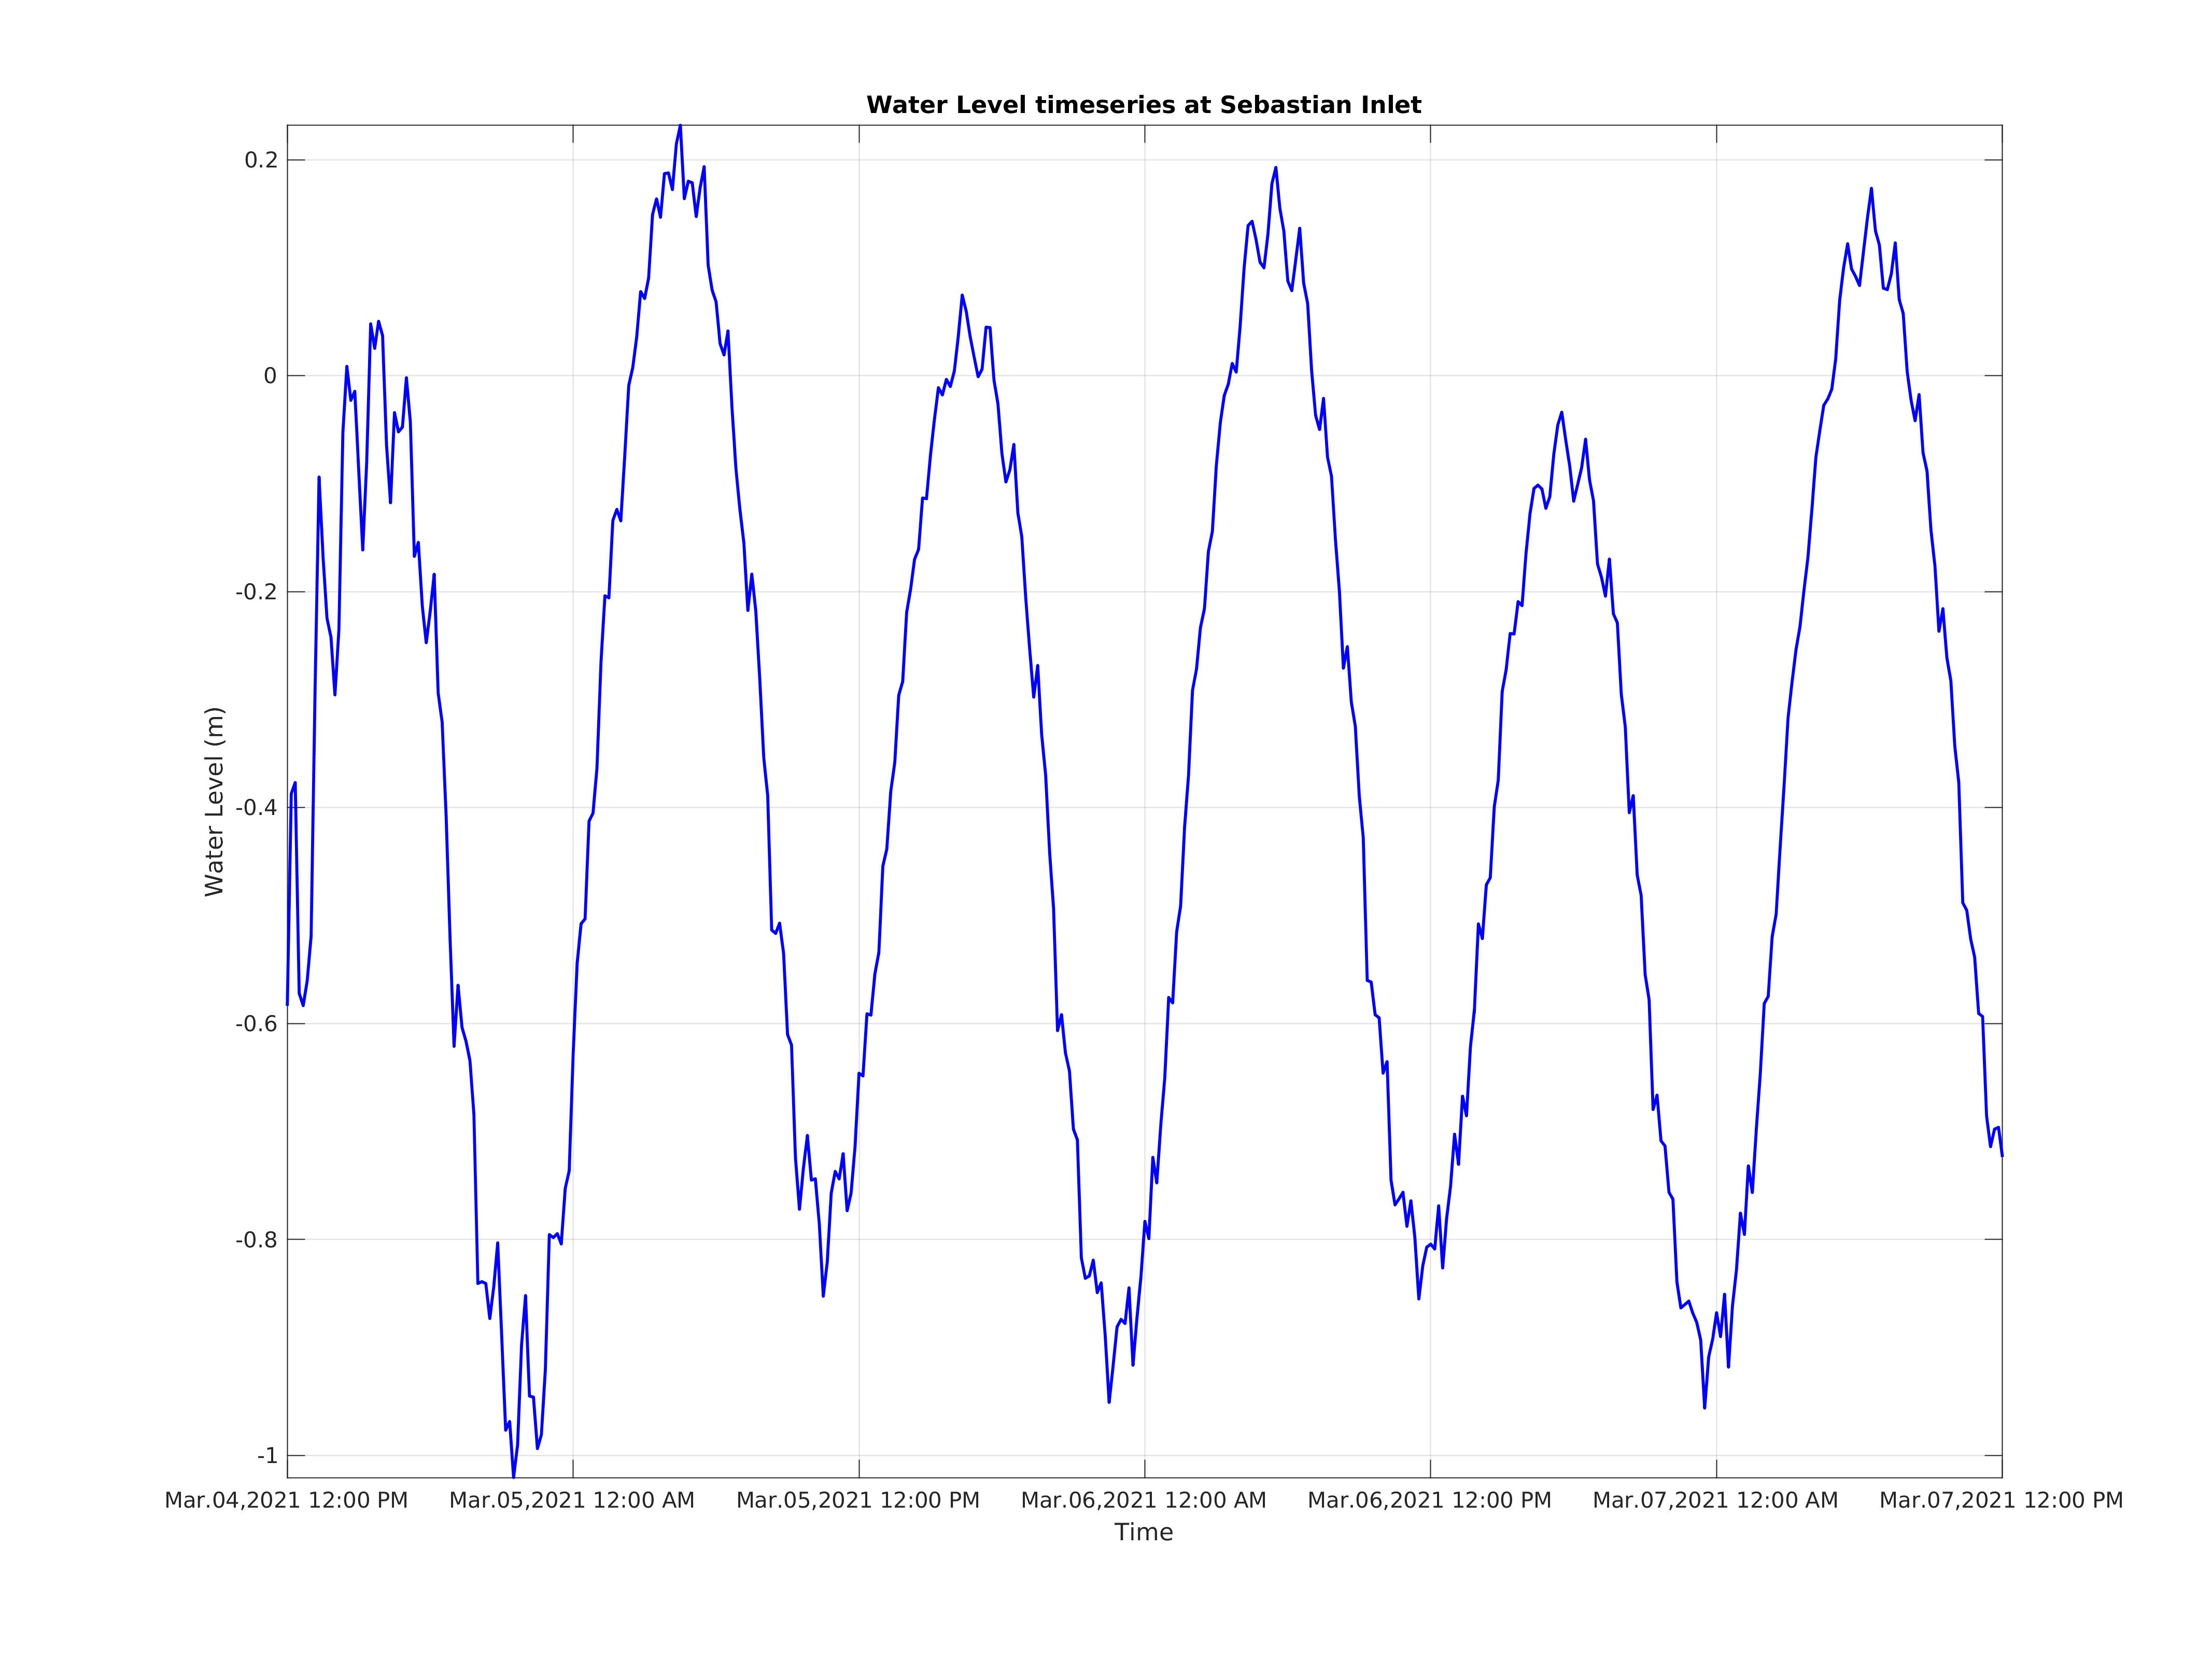 Water Level timeseries at Sebastian Inlet
0.2
0
-0.2
-0.4
-0.6
-0.8
-1
Water Level (m)
Mar.04,2021 12:00 PM
Mar.05,2021 12:00 AM
Mar.05,2021 12:00 PM
Mar.06,2021 12:00 AM
Mar.06,2021 12:00 PM
Mar.07,2021 12:00 AM
Mar.07,2021 12:00 PM
Time